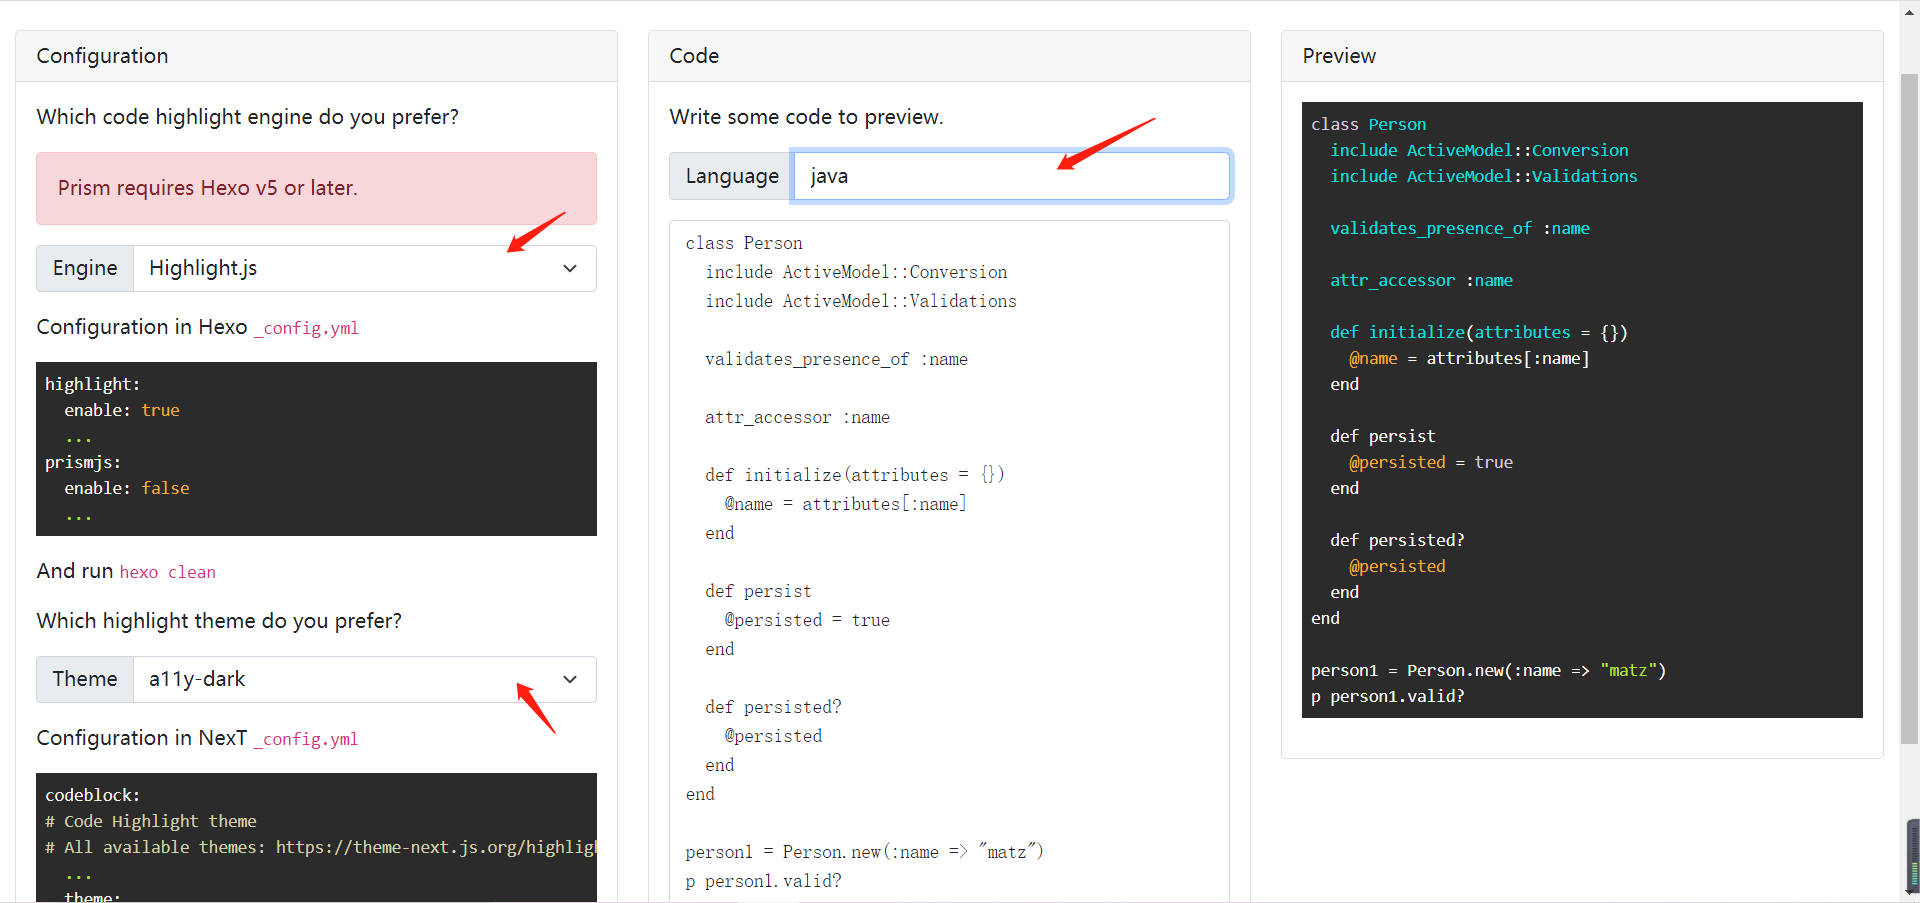 Configuration
Which code highlight engine do you prefer?
Prism requires Hexo v5 or later.
Engine Highlight.js
Configuration in Hexo _config.yml
highlight:
  enable: true
  ...
prismjs:
  enable: false
  ...
And run hexo clean
Which highlight theme do you prefer?
Theme a11y-dark
Configuration in NexT _config.yml
codeblock:
# Code Highlight theme
# All available themes: https://theme-next.js.org/highligh
  ...
  theme:
Code
Write some code to preview.
Language java
class Person
  include ActiveModel::Conversion
  include ActiveModel::Validations
  validates_presence_of :name
  attr_accessor :name
  def initialize(attributes = {})
    @name = attributes[:name]
  end
  def persist
    @persisted = true
  end
  def persisted?
    @persisted
  end
end
person1 = Person.new(:name => "matz")
p person1.valid?
Preview
class Person
  include ActiveModel::Conversion
  include ActiveModel::Validations
  validates_presence_of :name
  attr_accessor :name
  def initialize(attributes = {})
    @name = attributes[:name]
  end
  def persist
    @persisted = true
  end
  def persisted?
    @persisted
  end
end
person1 = Person.new(:name => "matz")
p person1.valid?